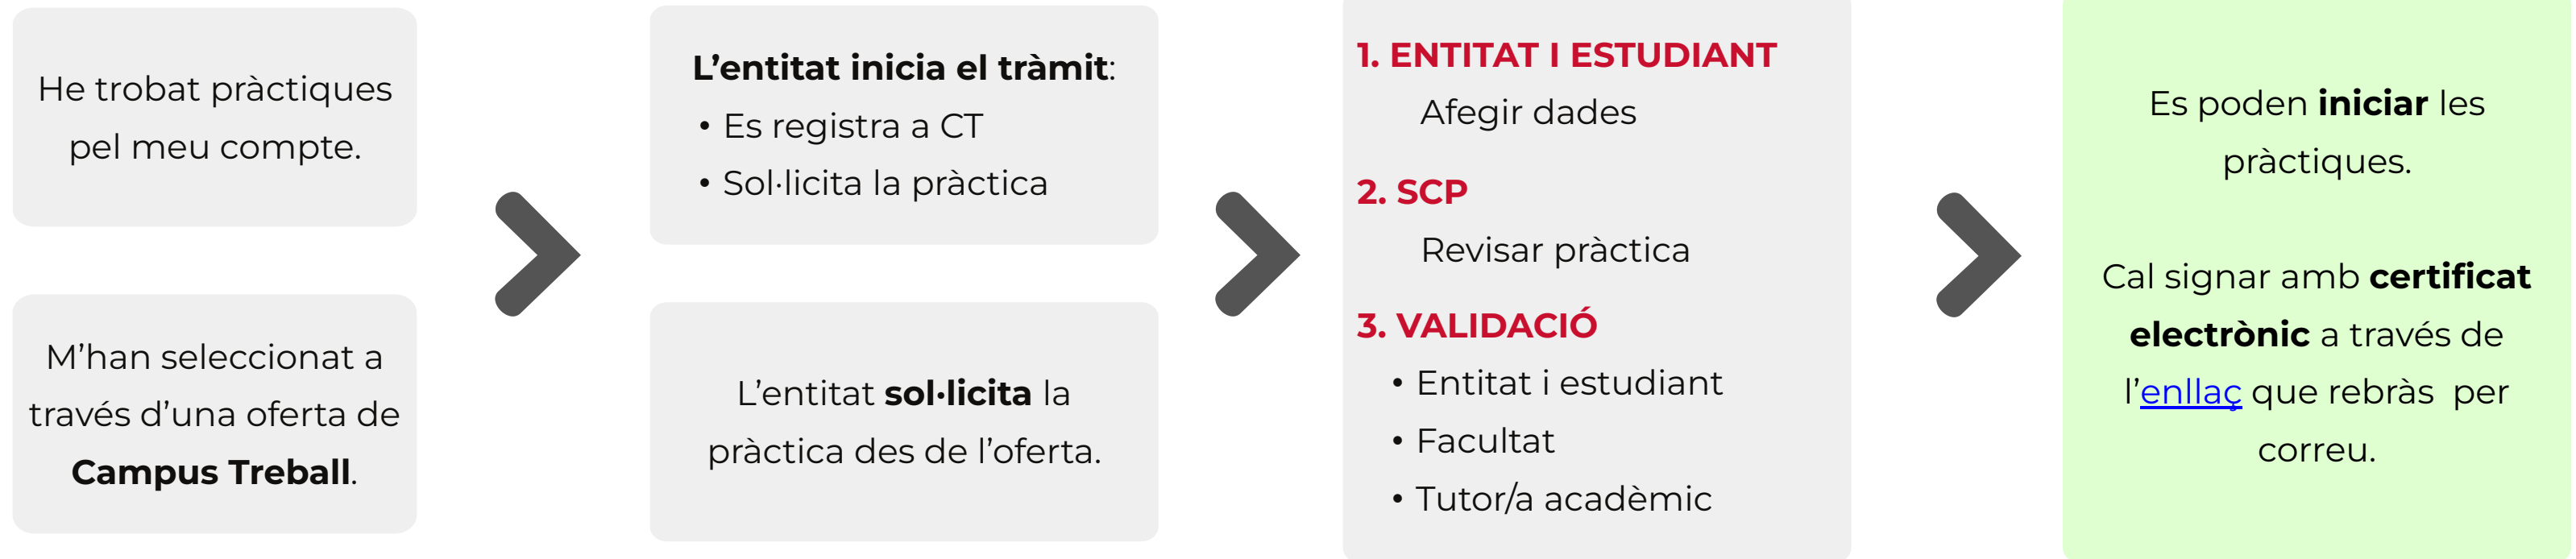 He trobat pràctiques
pel meu compte.
M’han seleccionat a
través d’una oferta de
Campus Treball.
L’entitat inicia el tràmit:
• Es registra a CT
• Sol·licita la pràctica
L’entitat sol·licita la
pràctica des de l’oferta.
1. ENTITAT I ESTUDIANT
Afegir dades
2. SCP
Revisar pràctica
3. VALIDACIÓ
• Entitat i estudiant
• Facultat
• Tutor/a acadèmic
Es poden iniciar les
pràctiques.
Cal signar amb certificat
electrònic a través de
l’enllaç que rebràs per
correu.